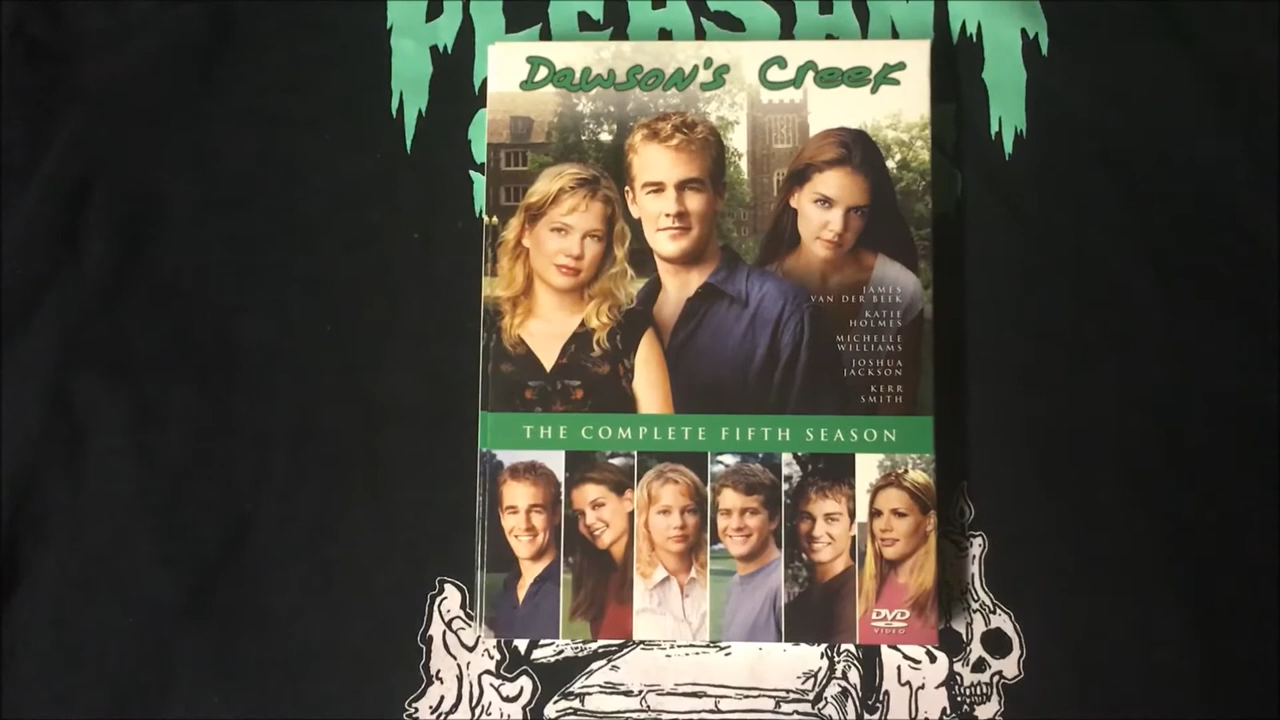 PLEASANT
Dawson's Creek
JAMES
VAN DER BEEK
KATIE
HOLMES
MICHELLE
WILLIAMS
JOSHUA
JACKSON
KERR
SMITH
THE COMPLETE FIFTH SEASON
DVD
VIDEO